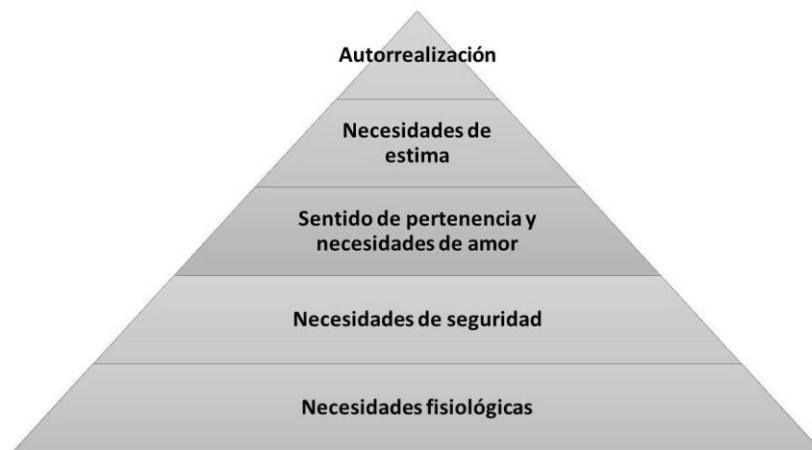 Autorrealización
Necesidades de
estima
Sentido de pertenencia y
necesidades de amor
Necesidades de seguridad
Necesidades fisiológicas